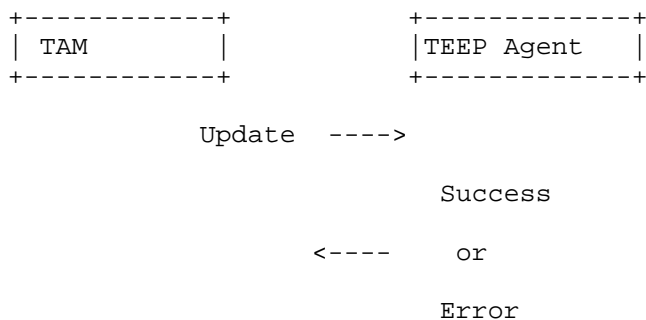 +------------+ +-------------+
| TAM | |TEEP Agent |
+------------+ +-------------+
Update ---->
Success
<---- or
Error